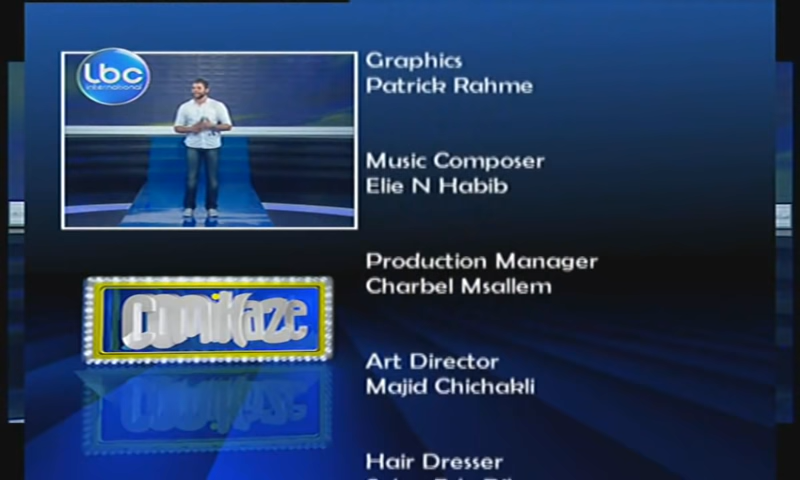 LBC
international
Graphics
Patrick Rahme
Music Composer
Elie N Habib
Production Manager
Charbel Msallem
comikaze
Art Director
Majid Chichakli
Hair Dresser